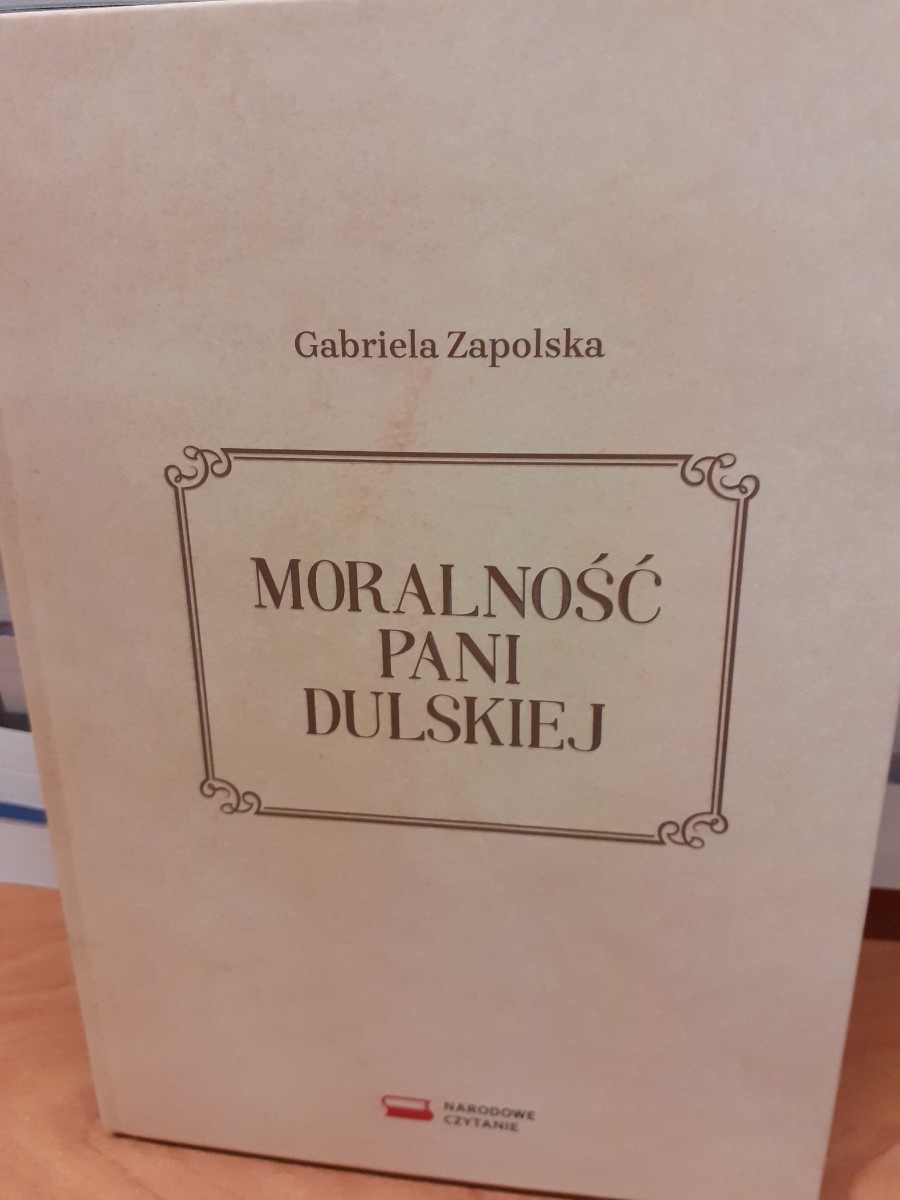 Gabriela Zapolska
MORALNOŚĆ
PANI
DULSKIEJ
NARODOWE
CZYTANIE